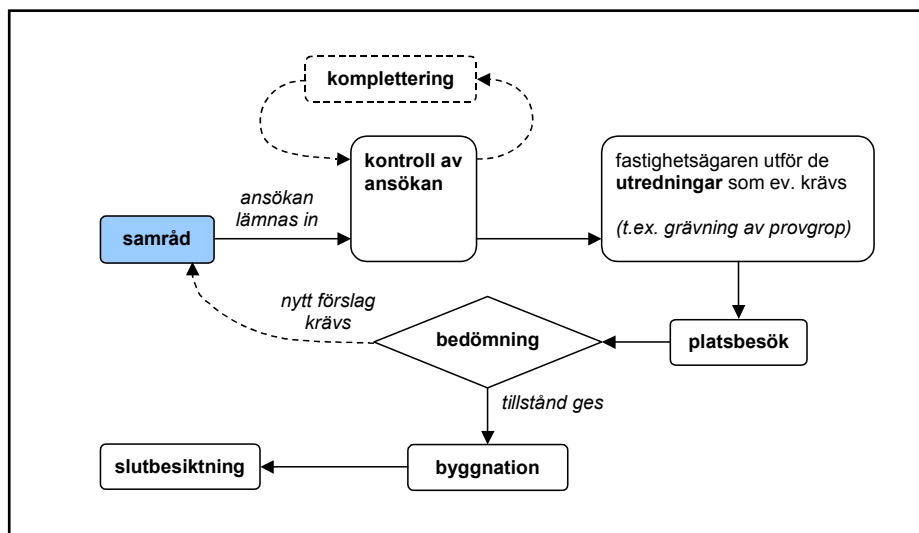 komplettering
kontroll av
ansökan
fastighetsägaren utför de
utredningar som ev. krävs
(t.ex. grävning av provgrop)
ansökan
lämnas in
samråd
nytt förslag
krävs
bedömning
platsbesök
tillstånd ges
slutbesiktning
byggnation